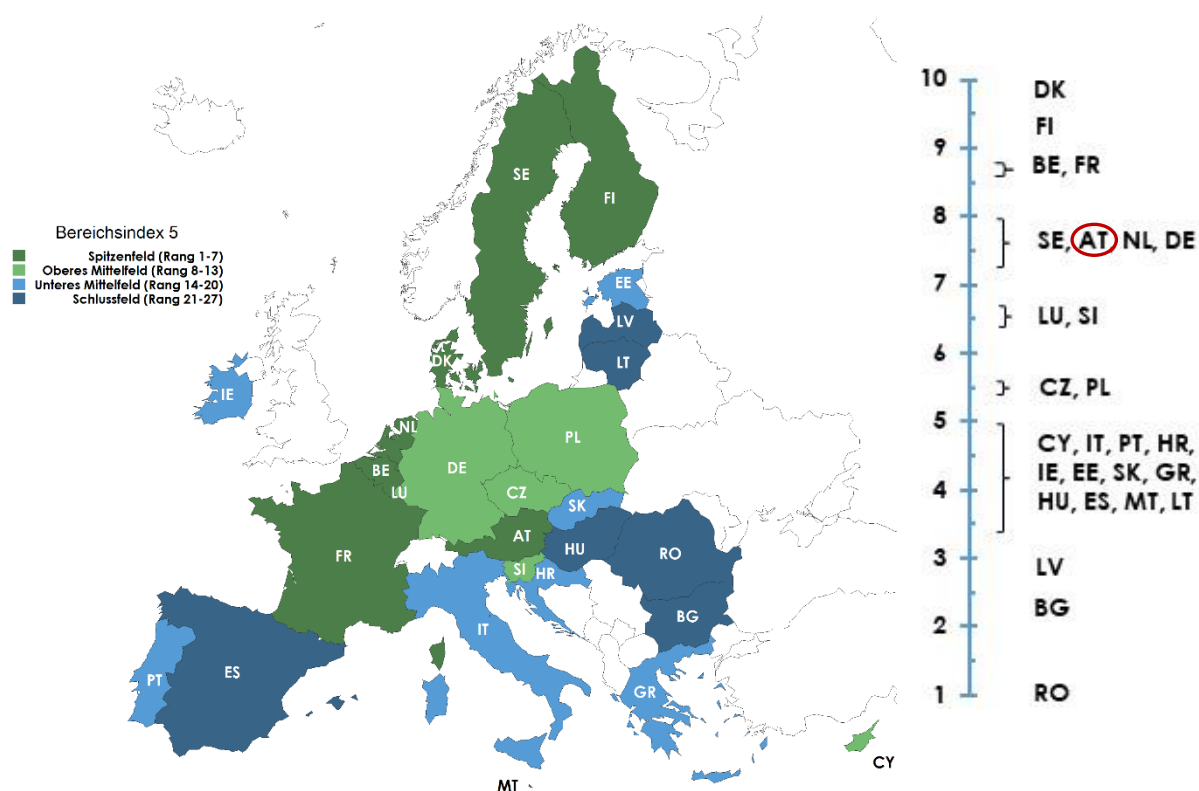 Bereichsindex 5
Spitzenfeld (Rang 1-7)
Oberes Mittelfeld (Rang 8-13)
Unteres Mittelfeld (Rang 14-20)
Schlussfeld (Rang 21-27)
SE
FI
EE
LV
LT
DK
IE
NL
PL
BE
DE
LU
CZ
SK
AT
FR
HU
RO
SI
HR
BG
IT
ES
PT
GR
CY
MT
10
DK
FI
9
BE, FR
8
SE, AT NL, DE
7
LU, SI
6
CZ, PL
5
CY, IT, PT, HR,
IE, EE, SK, GR,
4
HU, ES, MT, LT
3
LV
BG
2
1
RO